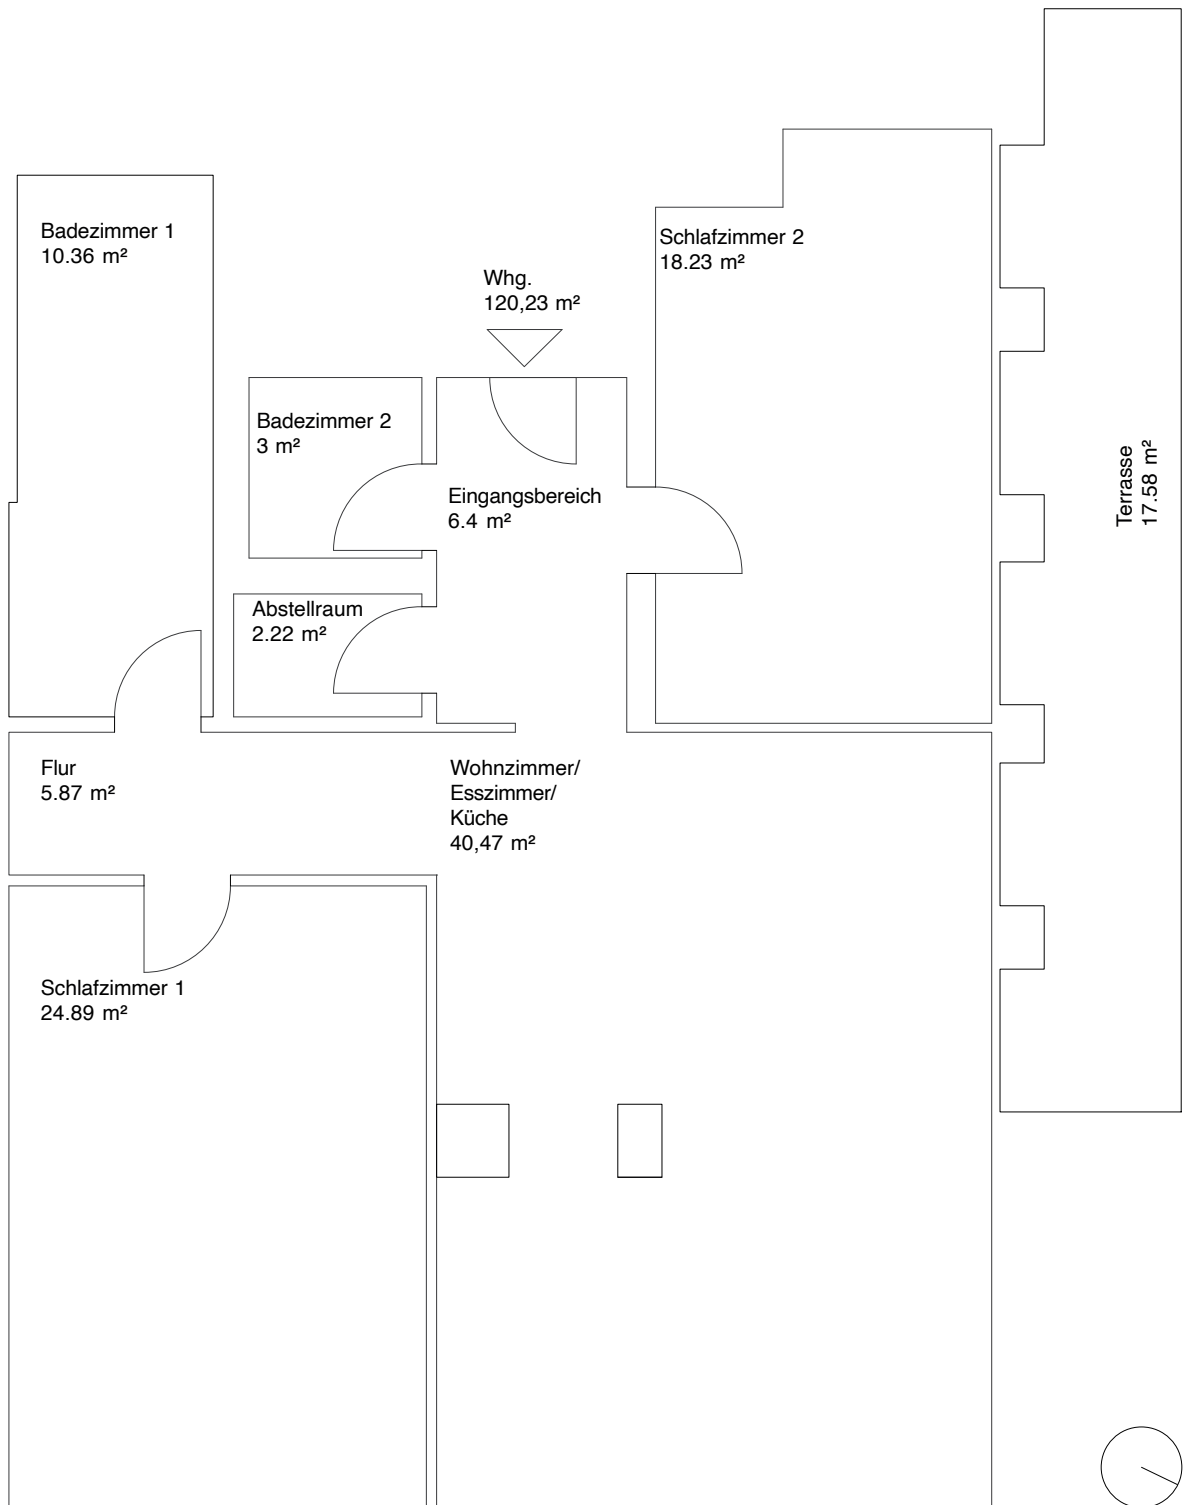 Badezimmer 1
10.36 m²
Schlafzimmer 2
18.23 m²
Whg.
120,23 m²
Badezimmer 2
3 m²
Eingangsbereich
6.4 m²
Terrasse
17.58 m²
Abstellraum
2.22 m²
Flur
5.87 m²
Wohnzimmer/
Esszimmer/
Küche
40,47 m²
Schlafzimmer 1
24.89 m²